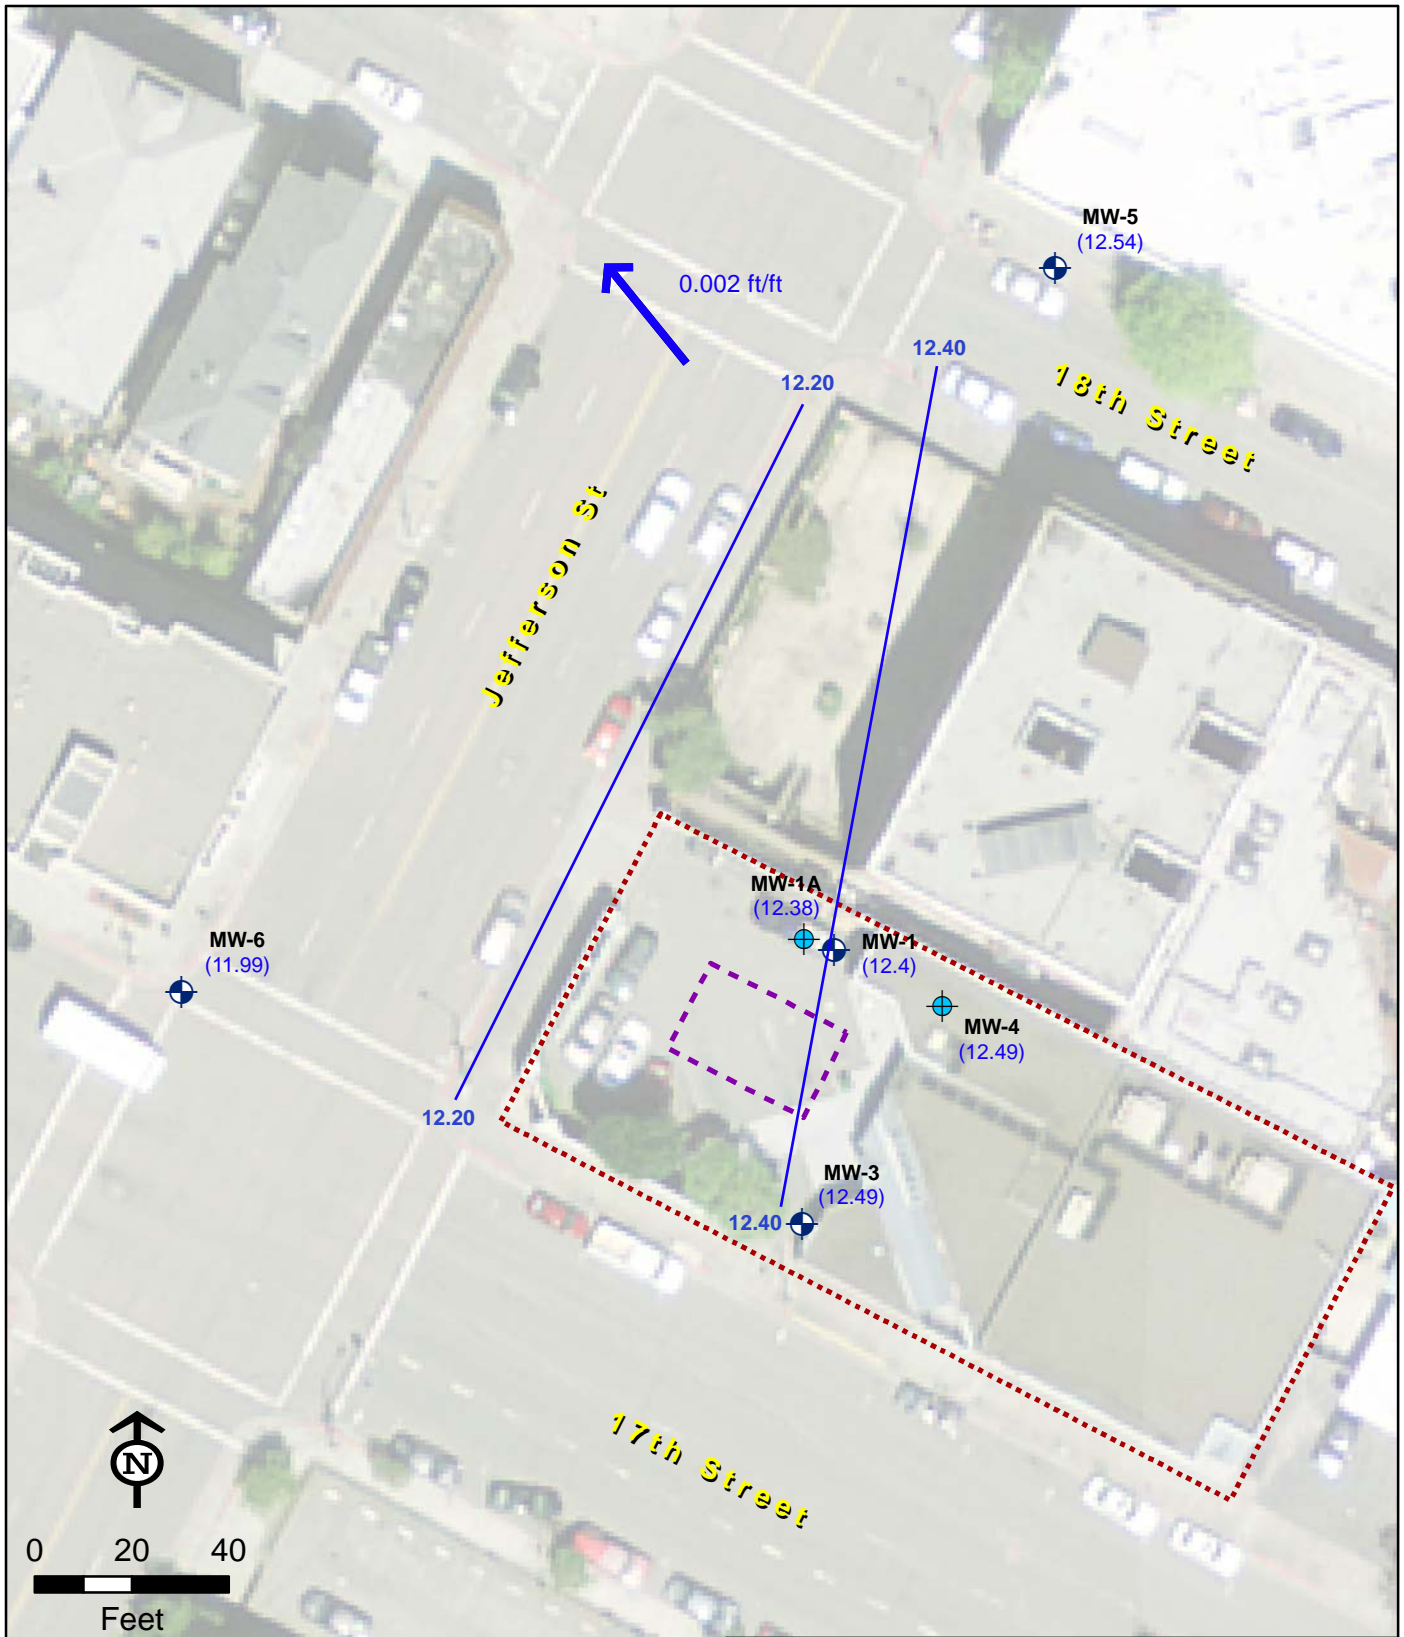 MW-5
(12.54)
0.002 ft/ft
12.40
12.20
18th Street
Jefferson St
MW-1A
(12.38)
MW-1
(12.4)
MW-6
(11.99)
MW-4
(12.49)
12.20
MW-3
(12.49)
12.40
17th Street
N
0 20 40
Feet